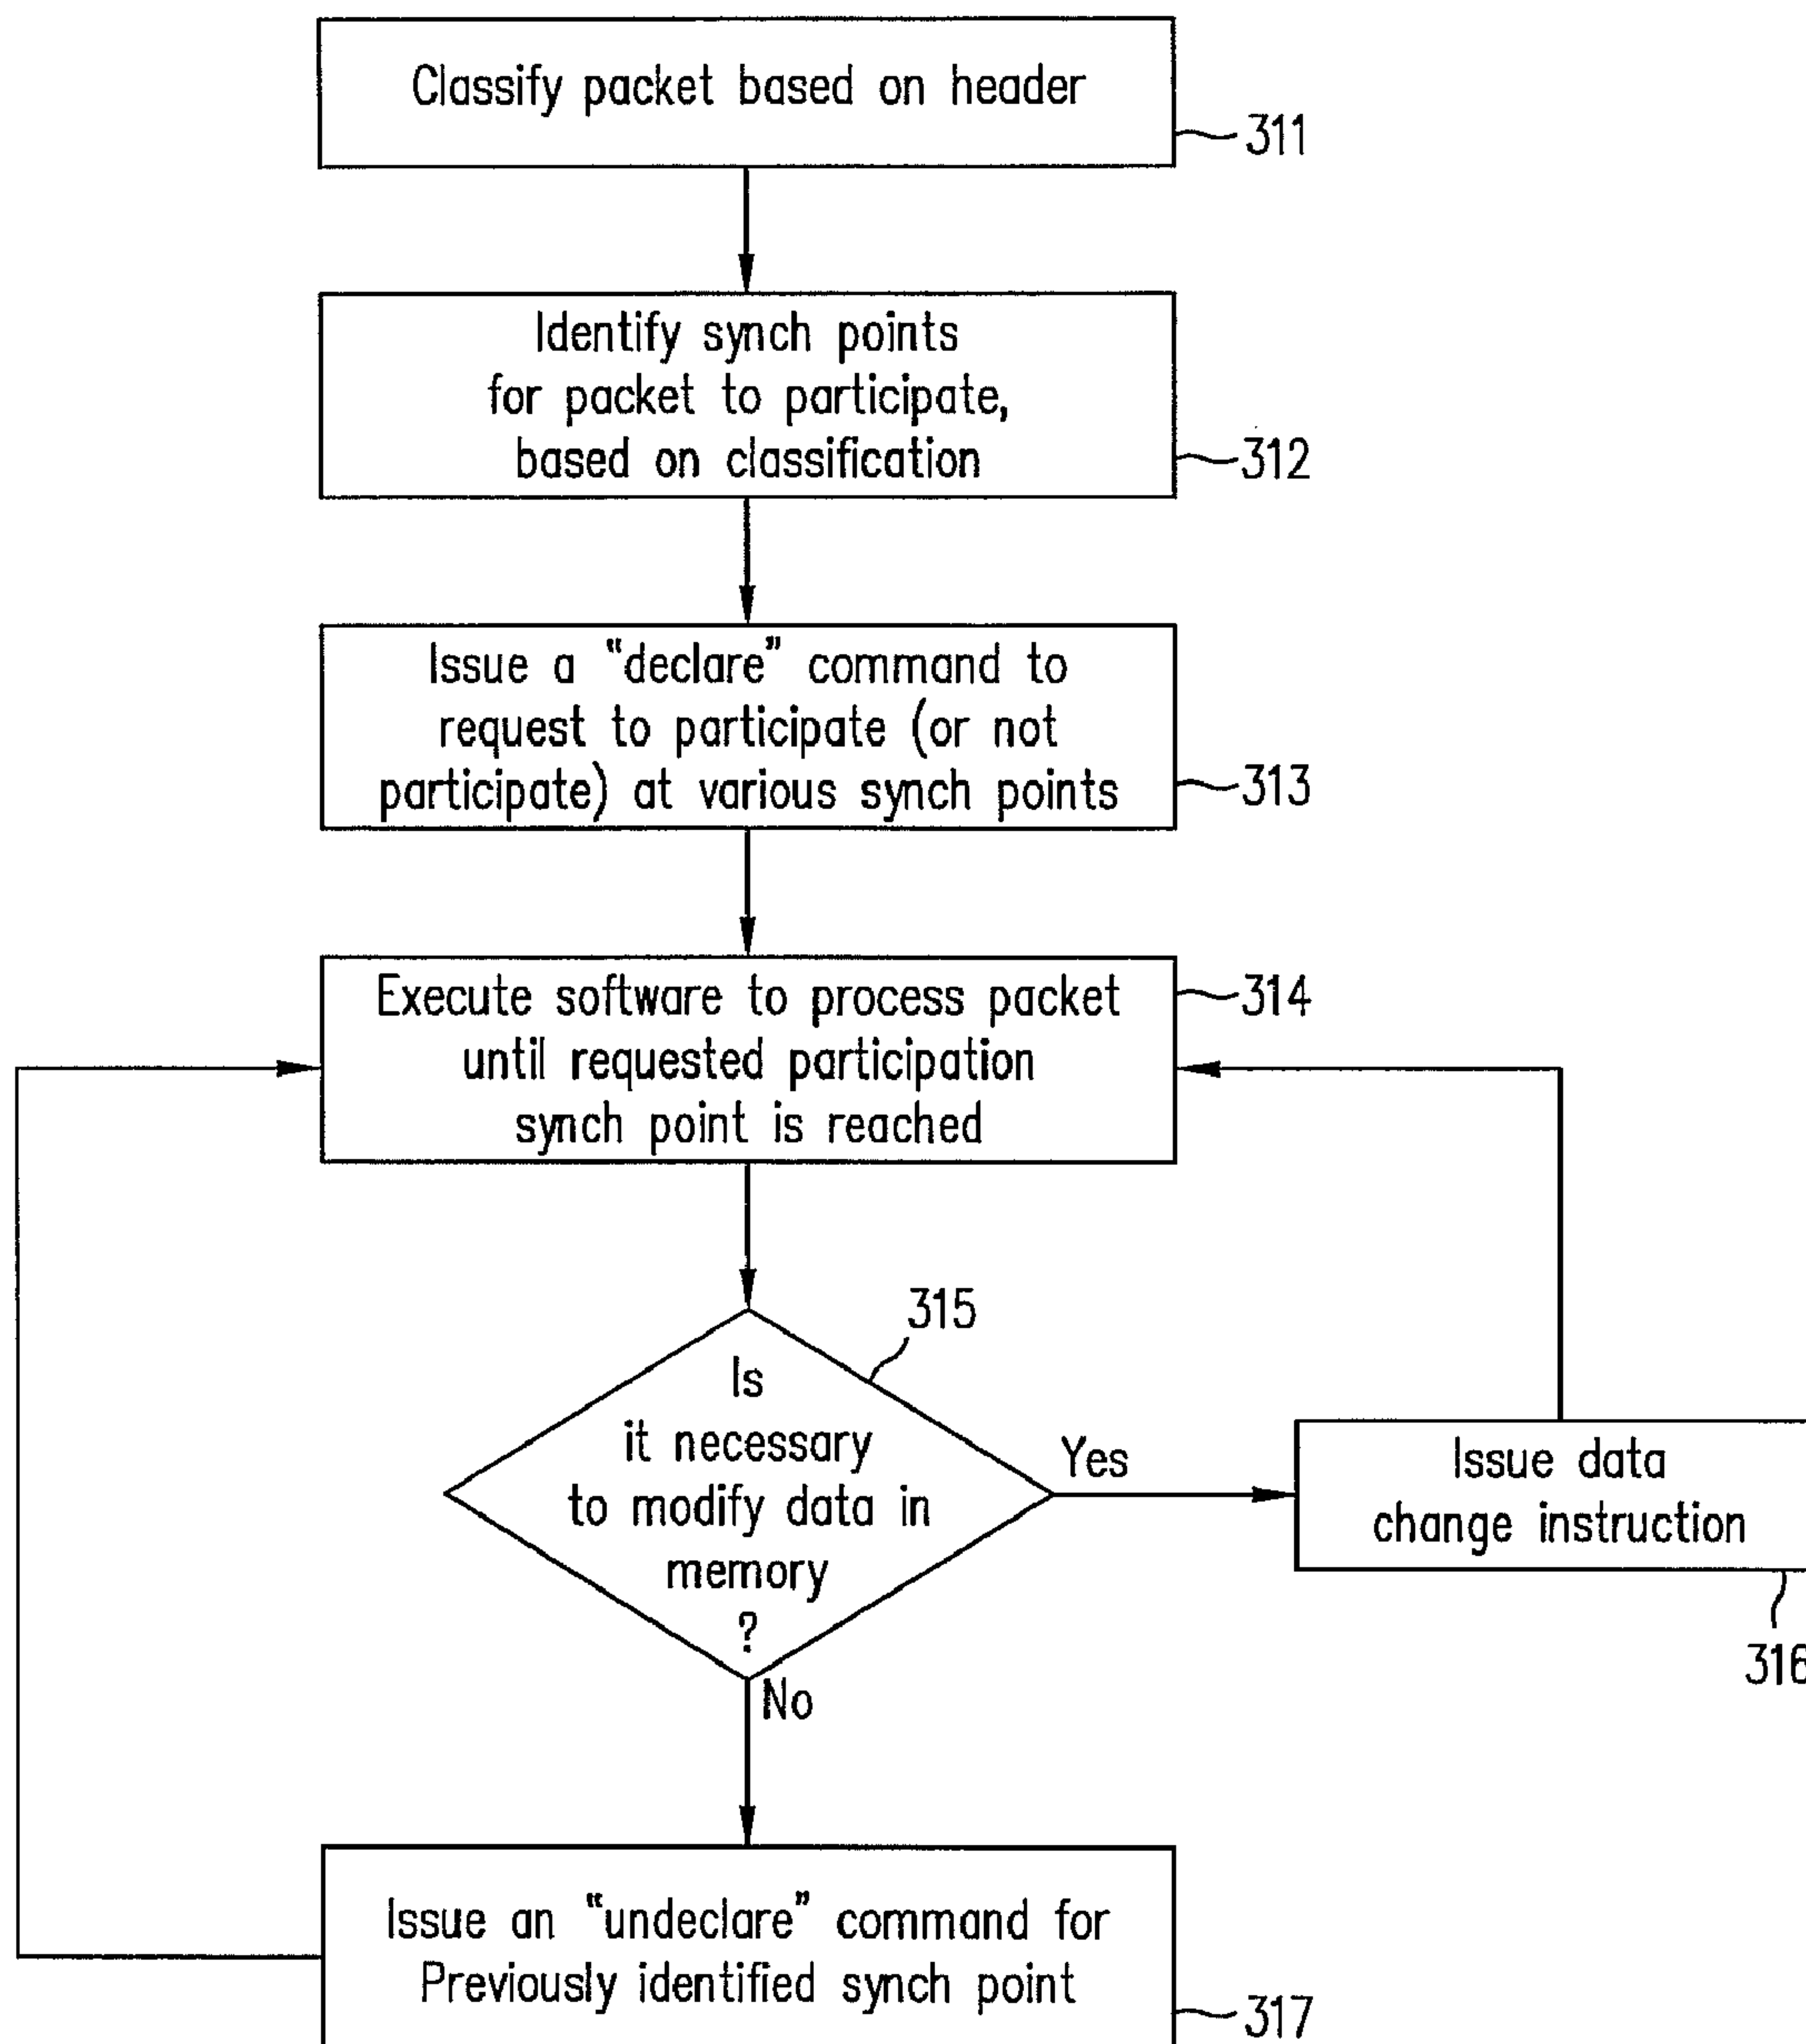 Classify packet based on header
311
Identify synch points
for packet to participate,
based on classification
312
Issue a “declare” command to
request to participate (or not
participate) at various synch points
313
Execute software to process packet
until requested participation
synch point is reached
314
315
Is
it necessary
to modify data in
memory
?
Yes
Issue data
change instruction
316
No
Issue an “undeclare” command for
Previously identified synch point
317